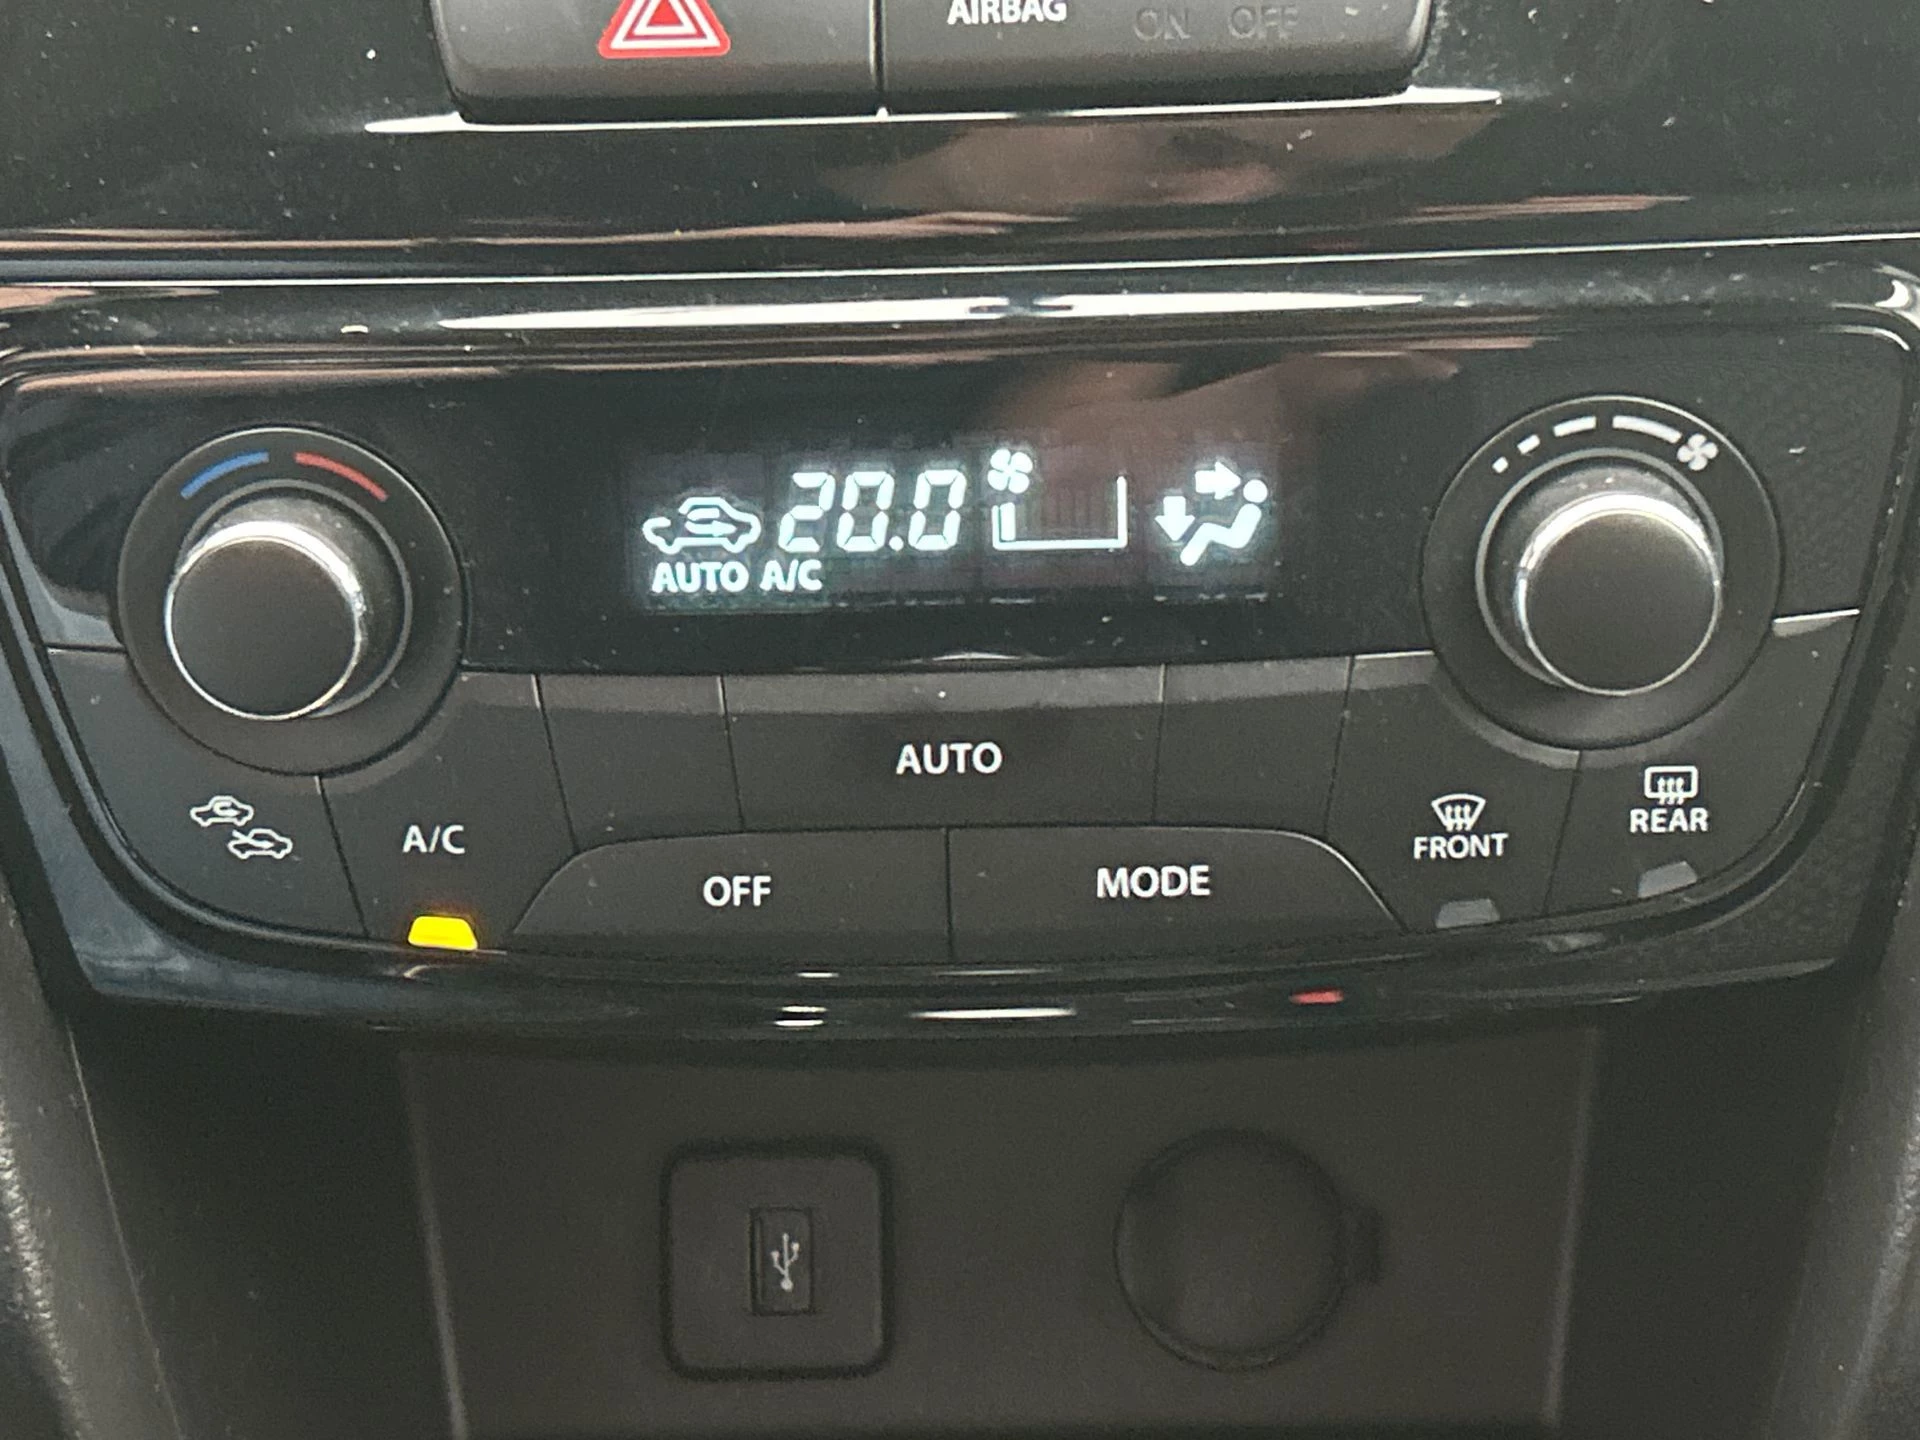 AIRBAG ON OFF
20.0
AUTO A/C
AUTO
A/C
OFF
MODE
FRONT
REAR